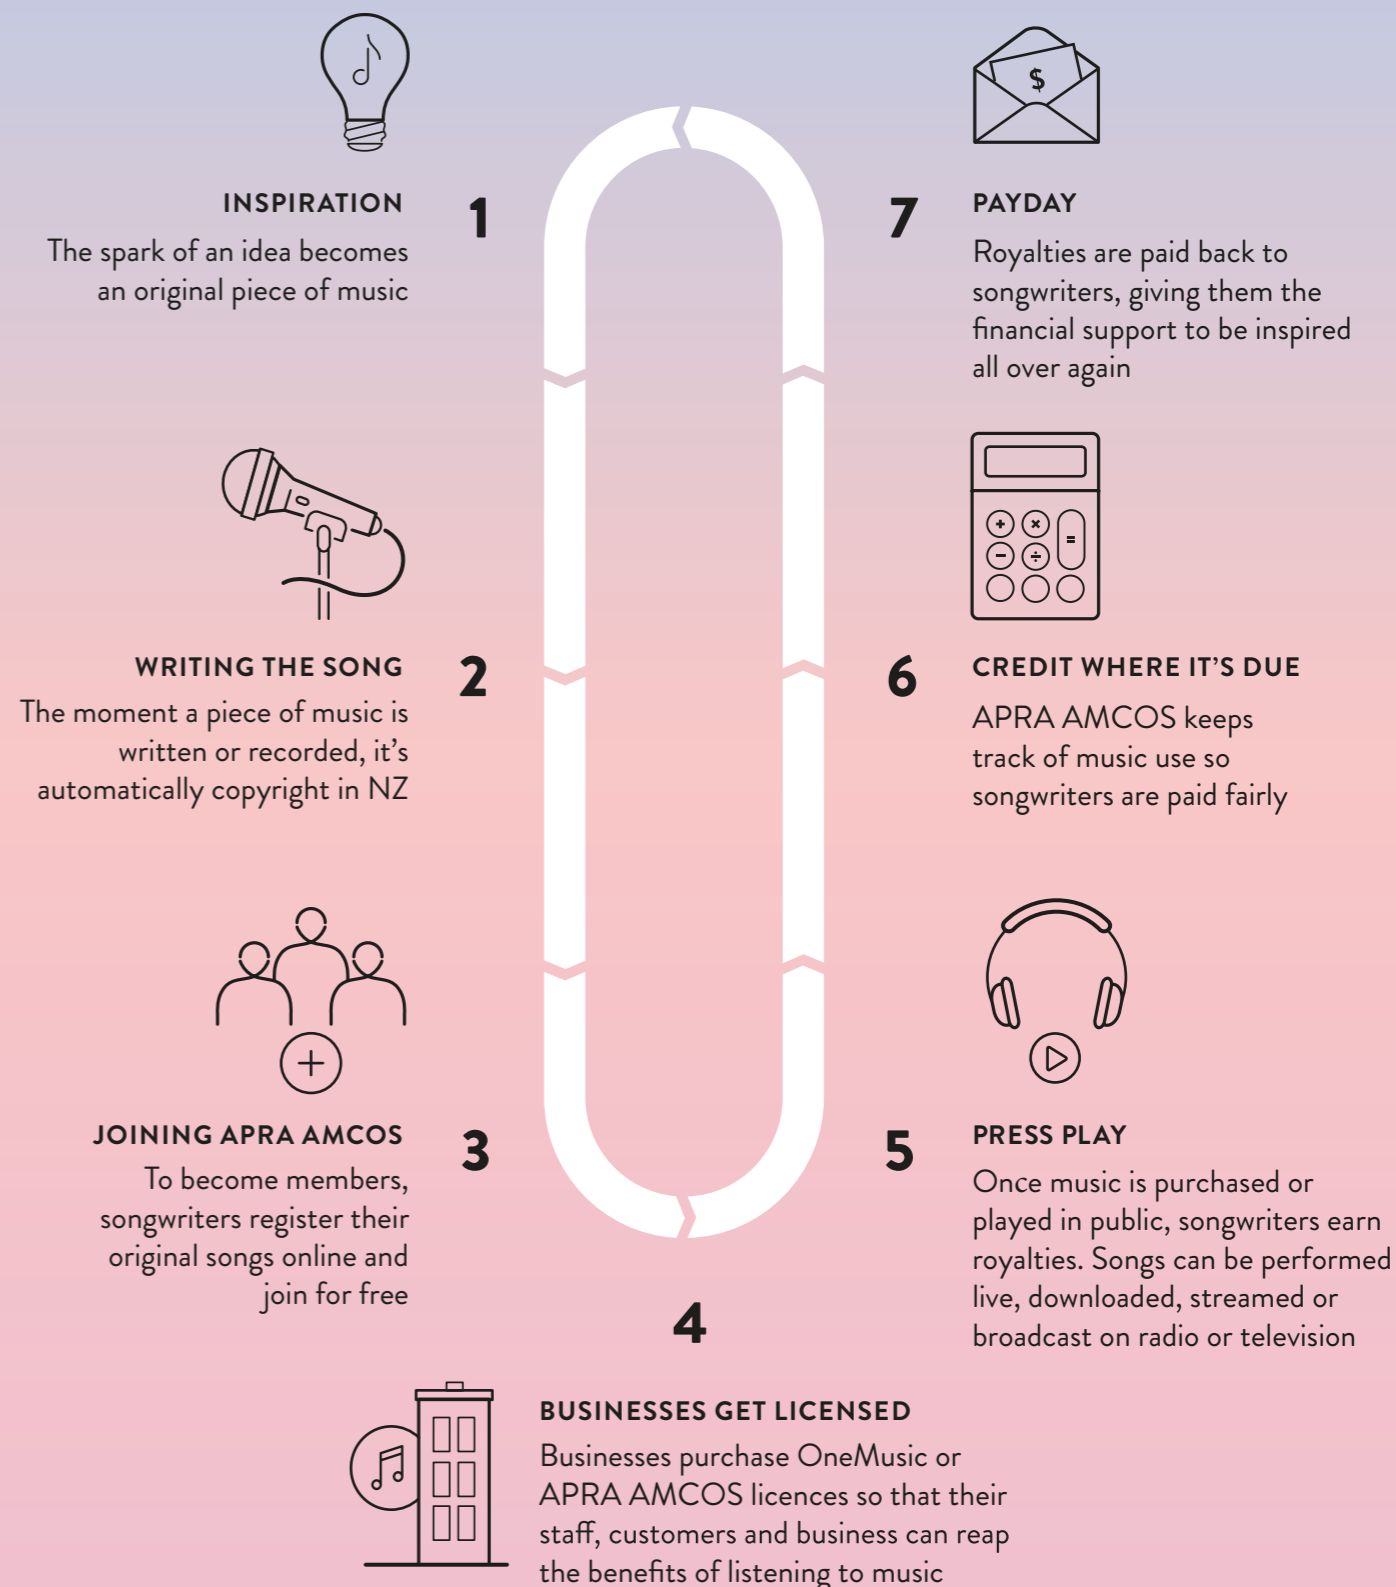 INSPIRATION
1
The spark of an idea becomes
an original piece of music
WRITING THE SONG
2
The moment a piece of music is
written or recorded, it’s
automatically copyright in NZ
JOINING APRA AMCOS
3
To become members,
songwriters register their
original songs online and
join for free
4
BUSINESSES GET LICENSED
Businesses purchase OneMusic or
APRA AMCOS licences so that their
staff, customers and business can reap
the benefits of listening to music
5
PRESS PLAY
Once music is purchased or
played in public, songwriters earn
royalties. Songs can be performed
live, downloaded, streamed or
broadcast on radio or television
6
CREDIT WHERE IT’S DUE
APRA AMCOS keeps
track of music use so
songwriters are paid fairly
+ × =
− ÷
7
PAYDAY
Royalties are paid back to
songwriters, giving them the
financial support to be inspired
all over again
$